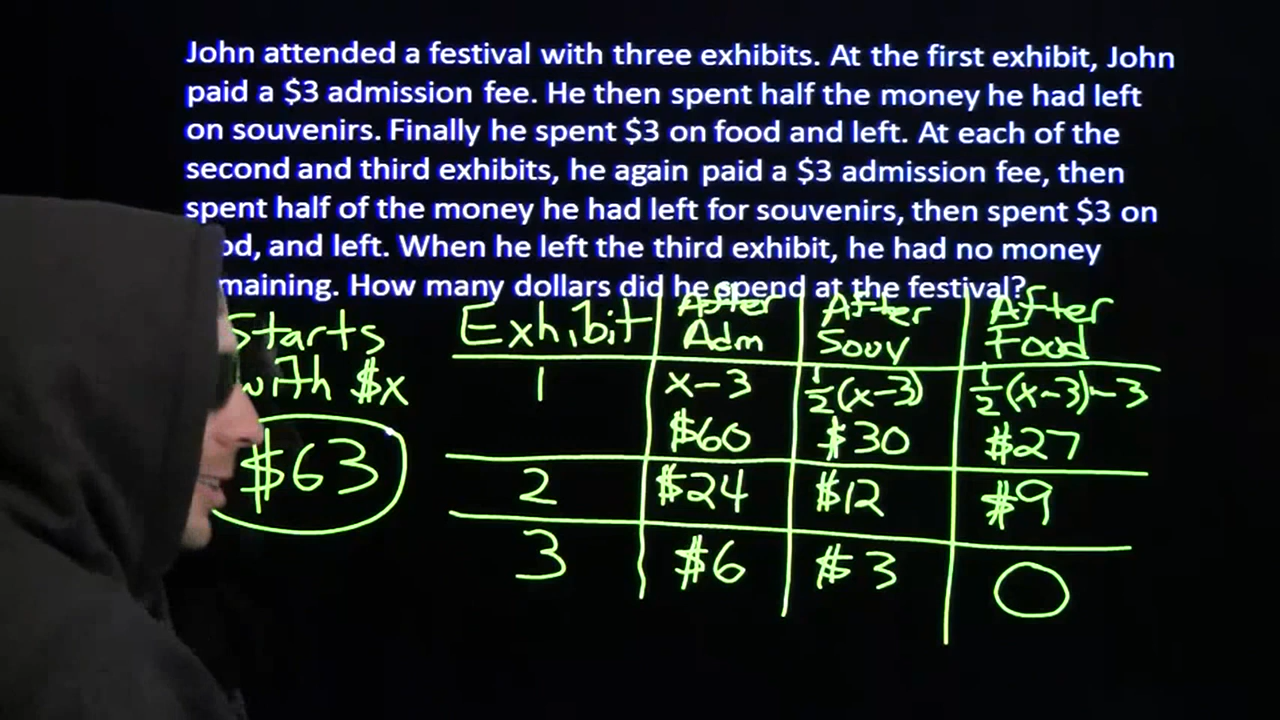 John attended a festival with three exhibits. At the first exhibit, John
paid a $3 admission fee. He then spent half the money he had left
on souvenirs. Finally he spent $3 on food and left. At each of the
second and third exhibits, he again paid a $3 admission fee, then
spent half of the money he had left for souvenirs, then spent $3 on
od, and left. When he left the third exhibit, he had no money
maining. How many dollars did he spend at the festival?
Starts
with $x
$63
Exhibit After Adm After Souv After Food
1 x-3 ½(x-3) ½(x-3)-3
$60 $30 $27
2 $24 $12 $9
3 $6 $3 0